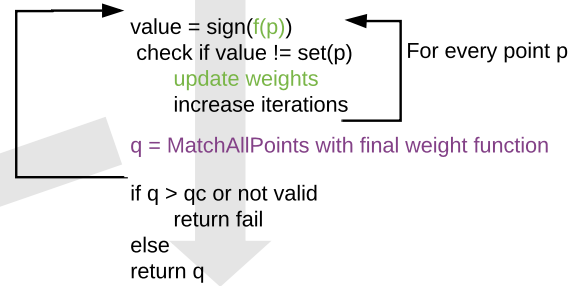 value = sign(f(p))
check if value != set(p)
For every point p
update weights
increase iterations
q = MatchAllPoints with final weight function
if q > qc or not valid
return fail
else
return q